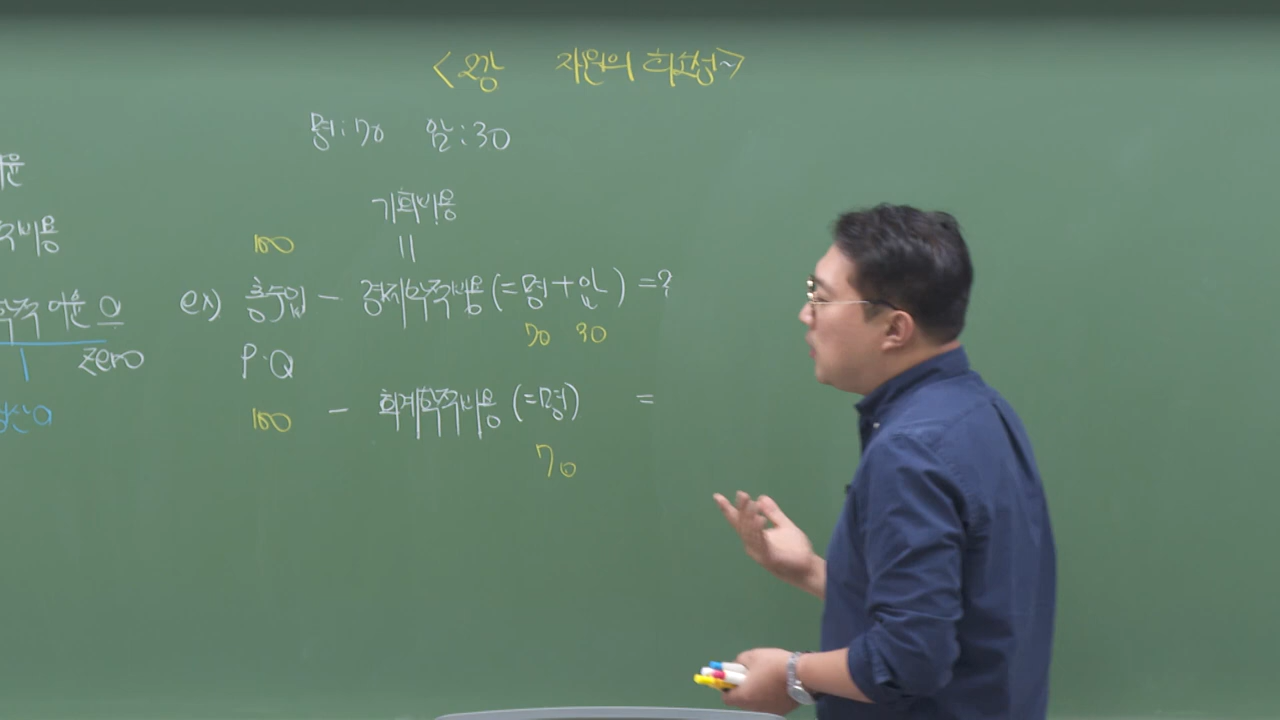 <2강 자원의 희소성~>
명:70 암:30
기회비용
100 ||
ex) 총수입 - 경제학적비용(=명+암)=?
70 30
P·Q
100 - 회계학적비용(=명) =
70
이윤
zero